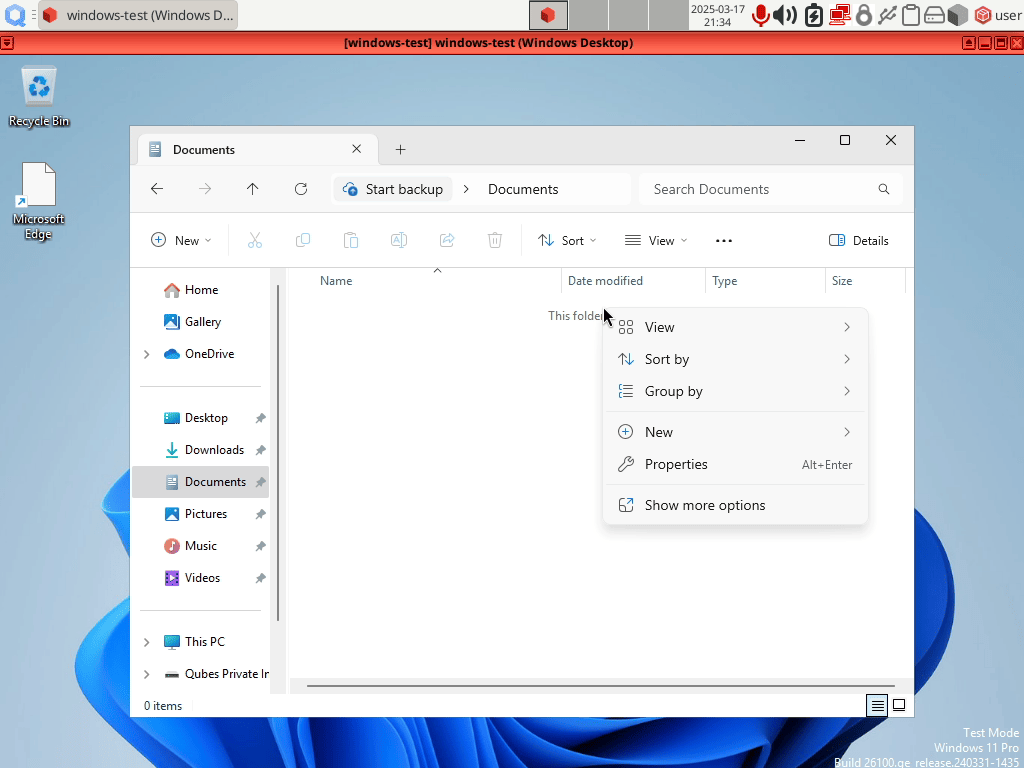 windows-test (Windows D...
2025-03-17
21:34
user
[windows-test] windows-test (Windows Desktop)
Recycle Bin
Microsoft
Edge
Documents
Start backup
Documents
Search Documents
New
Sort
View
Details
Name
Date modified
Type
Size
This folder
Home
Gallery
OneDrive
Desktop
Downloads
Documents
Pictures
Music
Videos
This PC
Qubes Private In
View
Sort by
Group by
New
Properties Alt+Enter
Show more options
0 items
Test Mode
Windows 11 Pro
Build 26100.ge_release.240331-1435